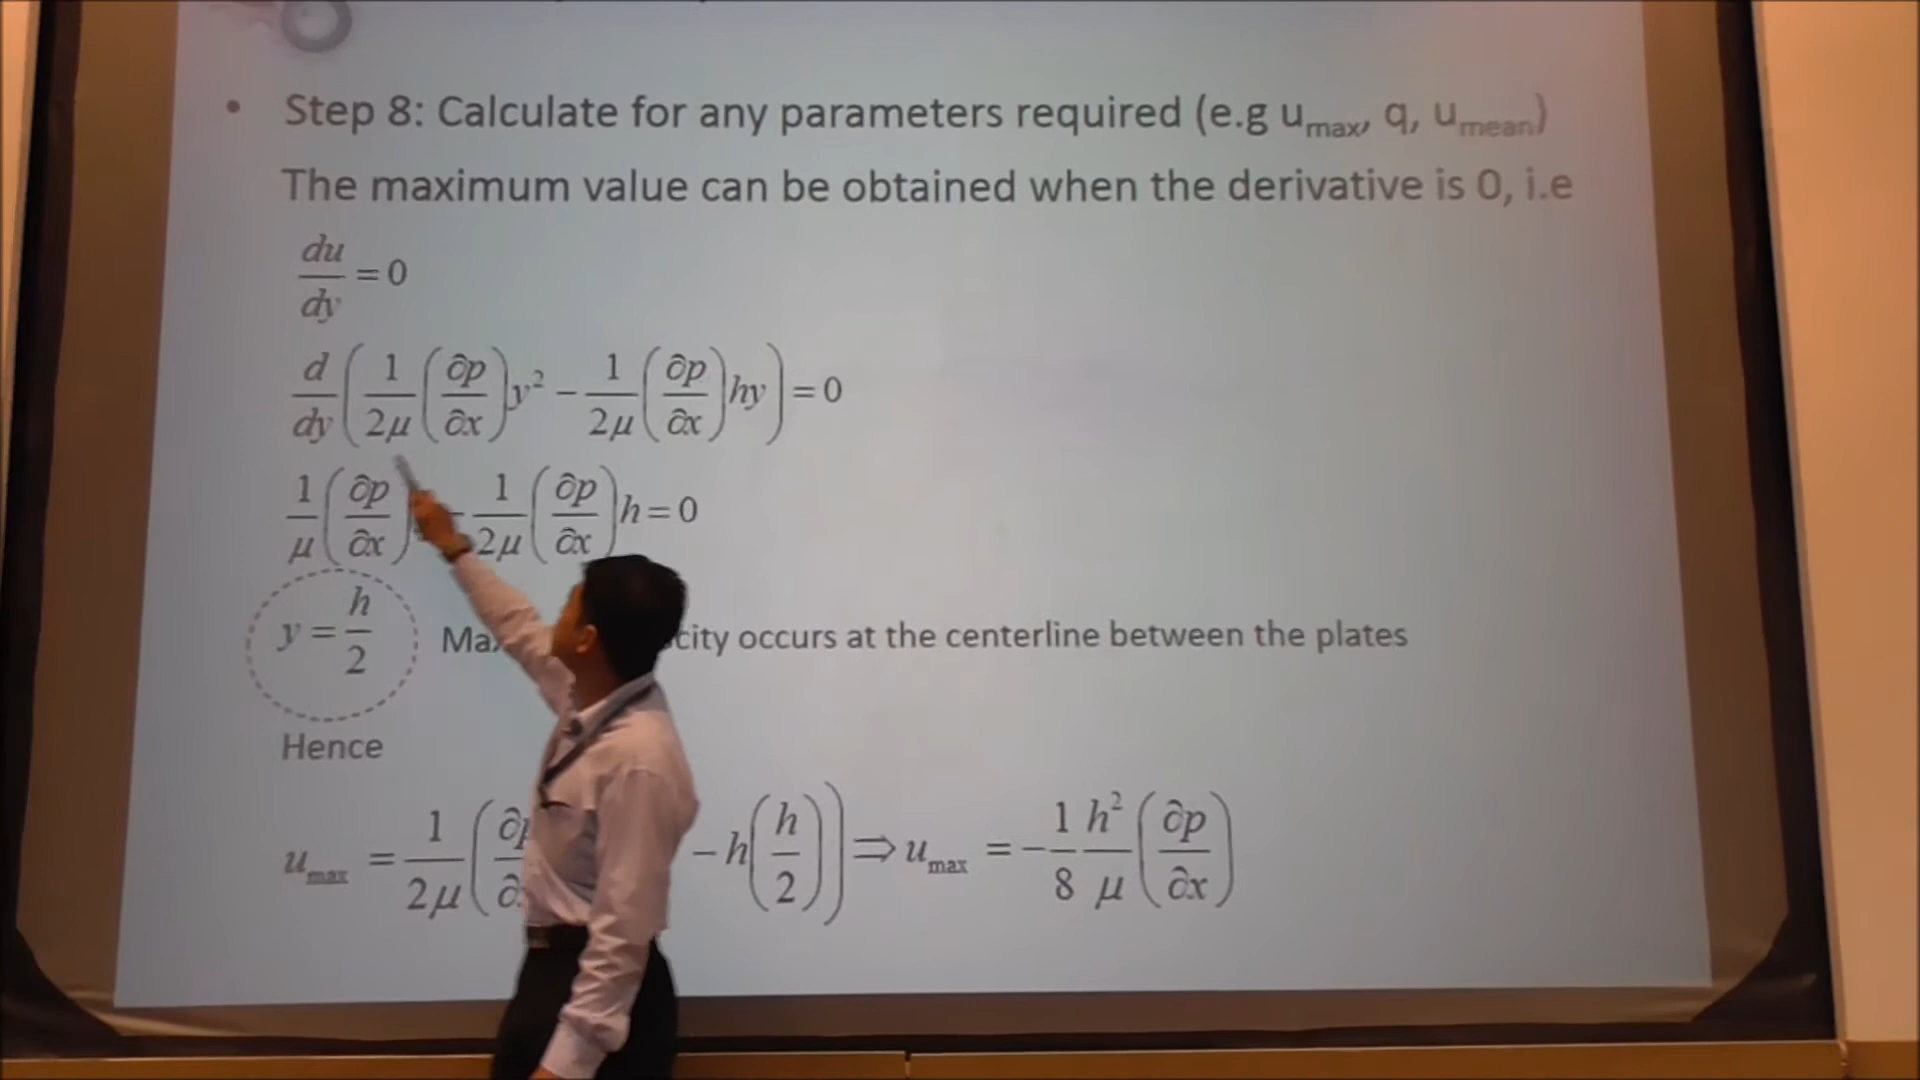 • Step 8: Calculate for any parameters required (e.g u_max, q, u_mean)
The maximum value can be obtained when the derivative is 0, i.e
du/dy = 0
d/dy ( 1/2μ (∂p/∂x) y² − 1/2μ (∂p/∂x) hy ) = 0
1/μ (∂p/∂x) − 1/2μ (∂p/∂x) h = 0
y = h/2 occurs at the centerline between the plates
Hence
u_max = 1/2μ ( − h (h/2) ) ⇒ u_max = − 1/8 h²/μ (∂p/∂x)